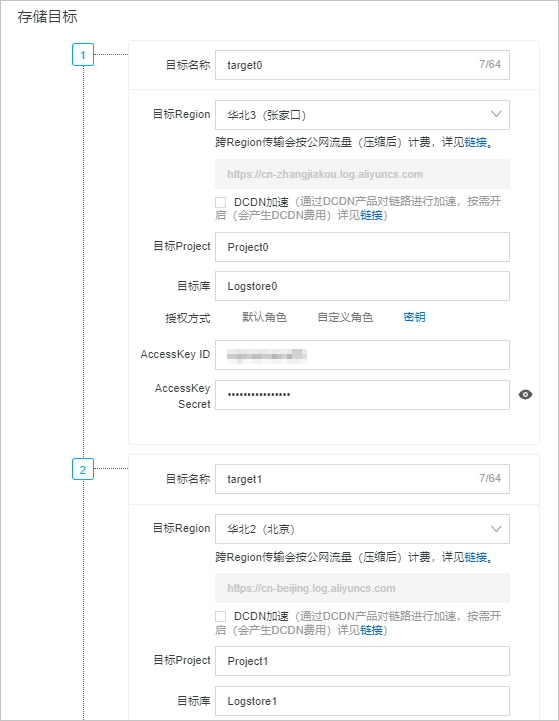 存储目标
1
目标名称 target0 7/64
目标Region 华北3（张家口）
跨Region传输会按公网流量（压缩后）计费，详见链接。
https://cn-zhangjiakou.log.aliyuncs.com
DCDN加速（通过DCDN产品对链路进行加速，按需开
启（会产生DCDN费用）详见链接）
目标Project Project0
目标库 Logstore0
授权方式 默认角色 自定义角色 密钥
AccessKey ID
AccessKey
Secret ••••••••••••••••
2
目标名称 target1 7/64
目标Region 华北2（北京）
跨Region传输会按公网流量（压缩后）计费，详见链接。
https://cn-beijing.log.aliyuncs.com
DCDN加速（通过DCDN产品对链路进行加速，按需开
启（会产生DCDN费用）详见链接）
目标Project Project1
目标库 Logstore1